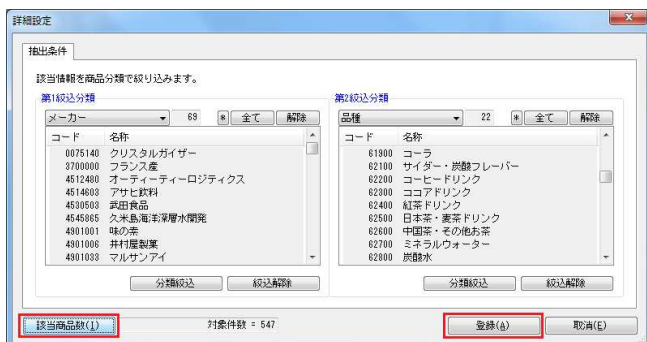 詳細設定
抽出条件
該当情報を商品分類で絞り込みます。
第1絞込分類
メーカー 69 * 全て 解除
コード 名称
0075140 クリスタルガイザー
3700000 フランス産
4512480 オーティーティーロジティクス
4514603 アサヒ飲料
4530503 武田食品
4545865 久米島海洋深層水開発
4901001 味の素
4901006 井村屋製菓
4901033 マルサンアイ
分類絞込 絞込解除
第2絞込分類
品種 22 * 全て 解除
コード 名称
61900 コーラ
62100 サイダー・炭酸フレーバー
62200 コーヒードリンク
62300 ココアドリンク
62400 紅茶ドリンク
62500 日本茶・麦茶ドリンク
62600 中国茶・その他お茶
62700 ミネラルウォーター
62800 炭酸水
分類絞込 絞込解除
該当商品数(I) 対象件数 = 547 登録(A) 取消(E)